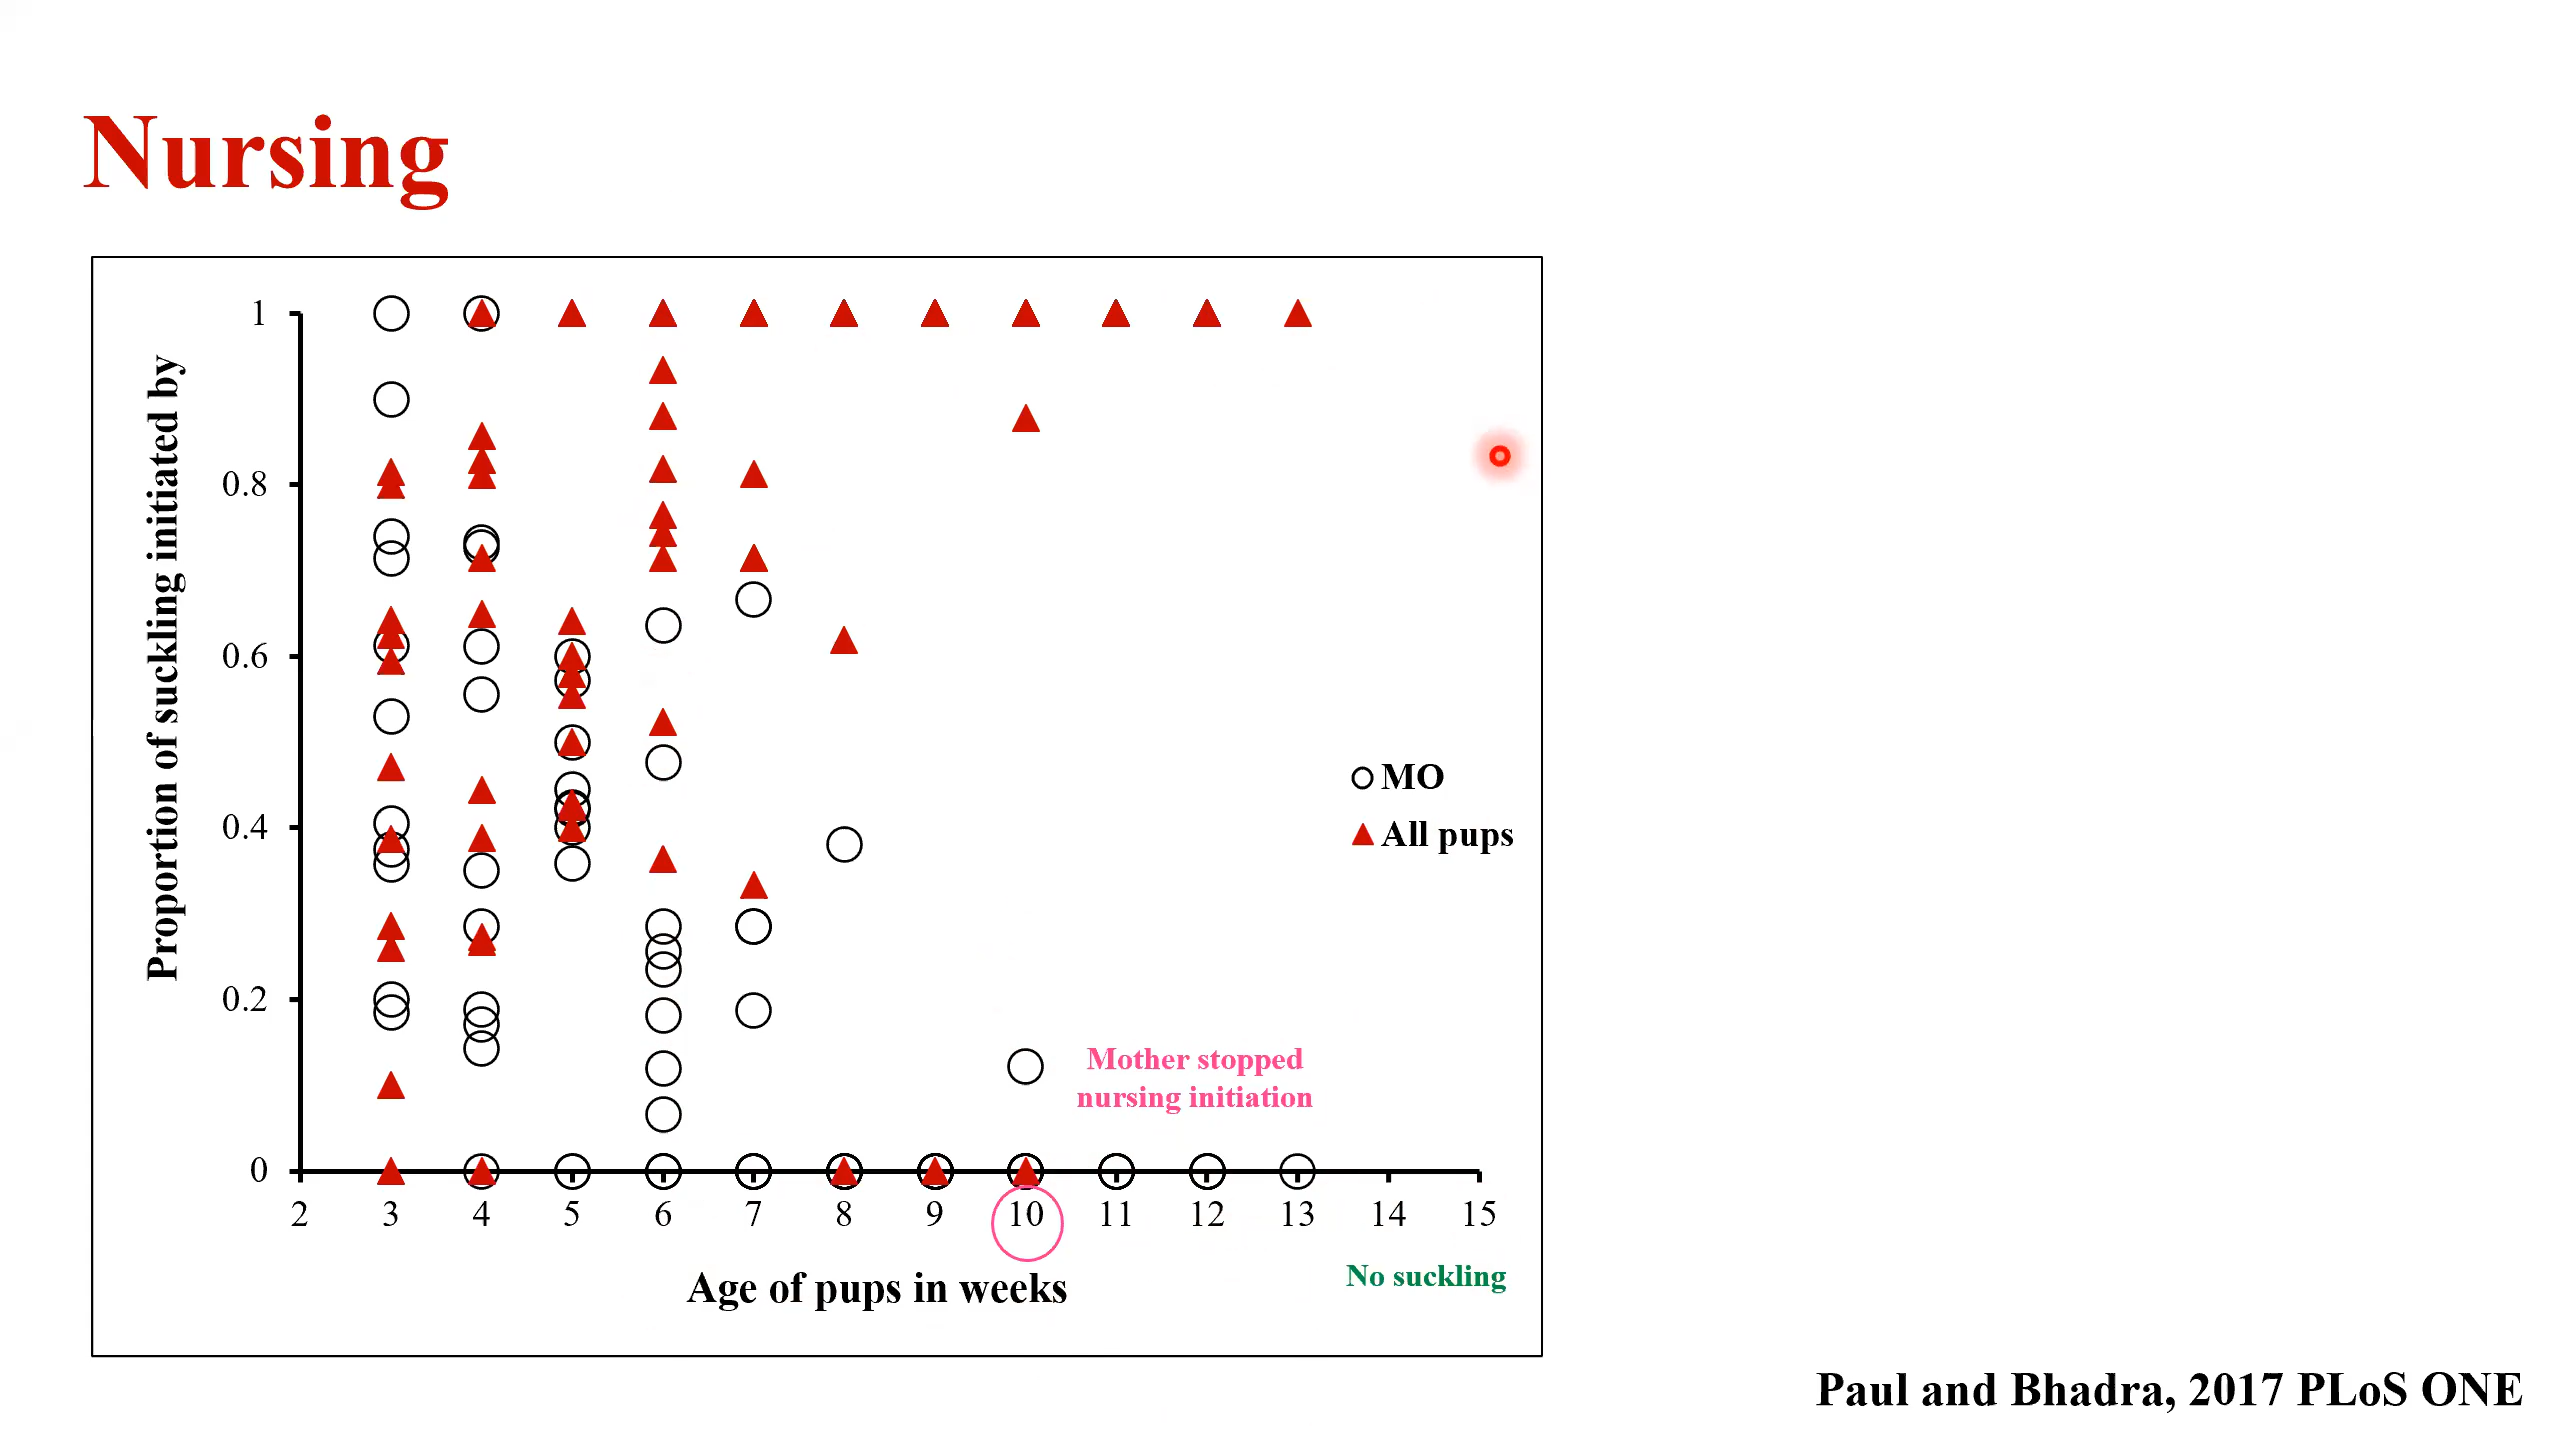 Nursing
Proportion of suckling initiated by
1
0.8
0.6
0.4
0.2
0
2 3 4 5 6 7 8 9 10 11 12 13 14 15
Age of pups in weeks
MO
All pups
Mother stopped
nursing initiation
No suckling
Paul and Bhadra, 2017 PLoS ONE